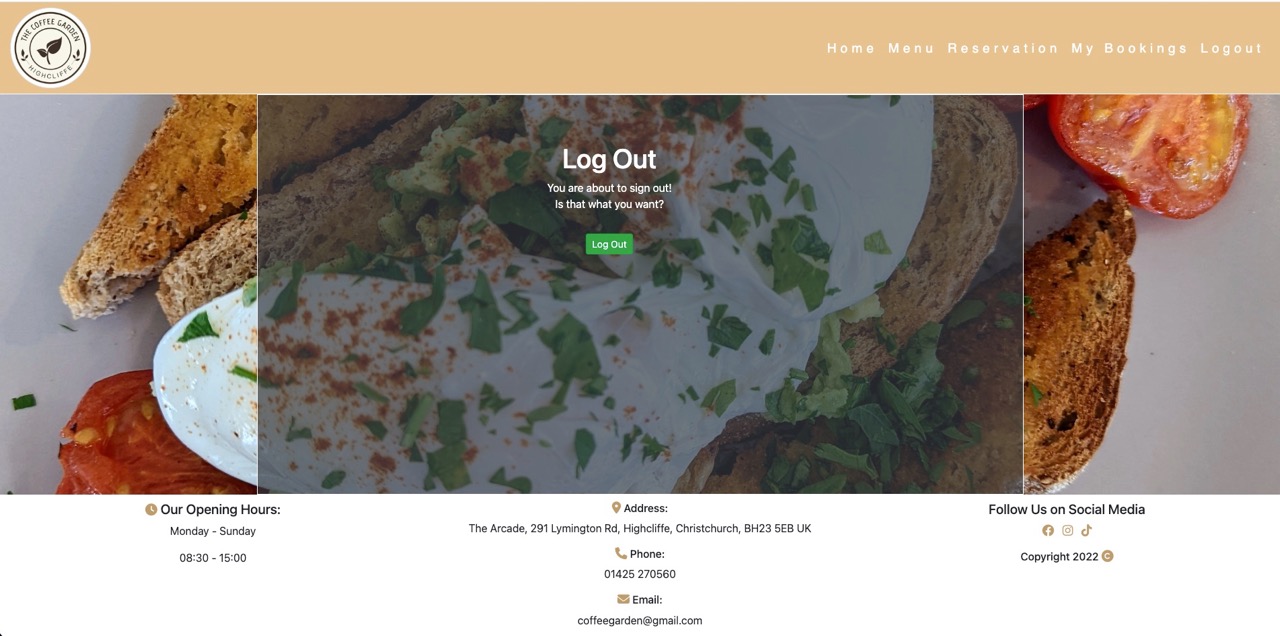 THE COFFEE GARDEN
HIGHCLIFFE
Home Menu Reservation My Bookings Logout
Log Out
You are about to sign out!
Is that what you want?
Log Out
Our Opening Hours:
Monday - Sunday
08:30 - 15:00
Address:
The Arcade, 291 Lymington Rd, Highcliffe, Christchurch, BH23 5EB UK
Phone:
01425 270560
Email:
coffeegarden@gmail.com
Follow Us on Social Media
Copyright 2022 ©